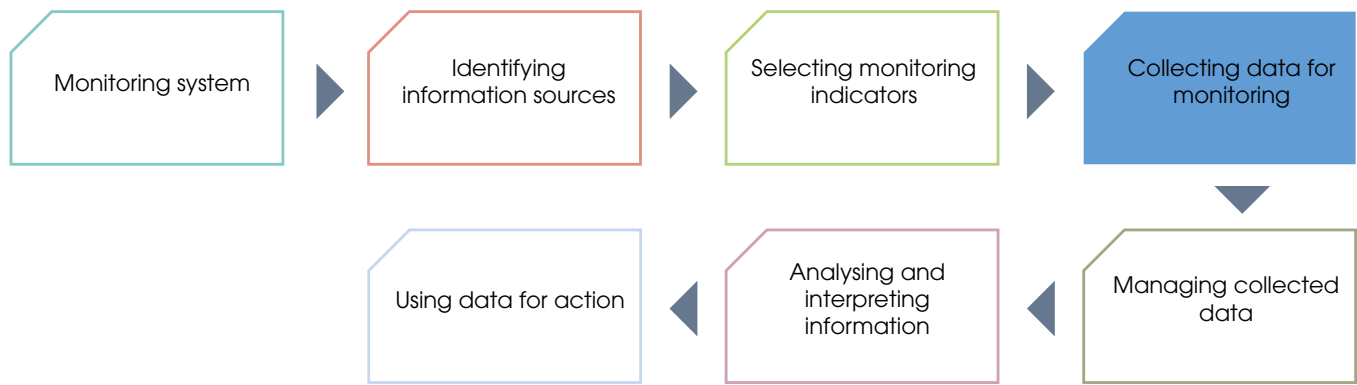 Monitoring system
Identifying
information sources
Selecting monitoring
indicators
Collecting data for
monitoring
Managing collected
data
Analysing and
interpreting
information
Using data for action